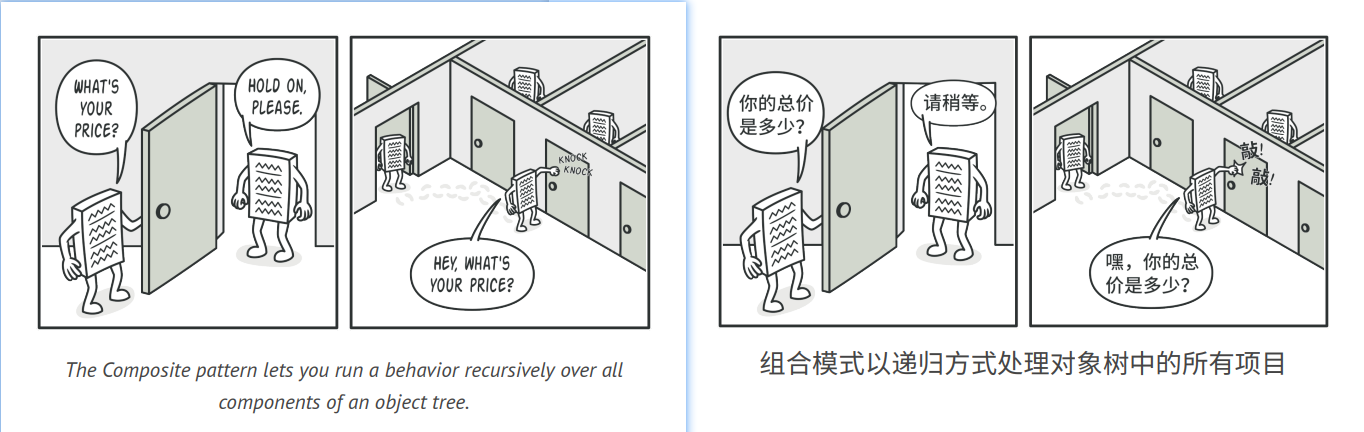 WHAT'S
YOUR
PRICE?
HOLD ON,
PLEASE.
KNOCK
KNOCK
HEY, WHAT'S
YOUR PRICE?
The Composite pattern lets you run a behavior recursively over all
components of an object tree.
你的总价
是多少？
请稍等。
敲!
敲!
嘿，你的总
价是多少？
组合模式以递归方式处理对象树中的所有项目